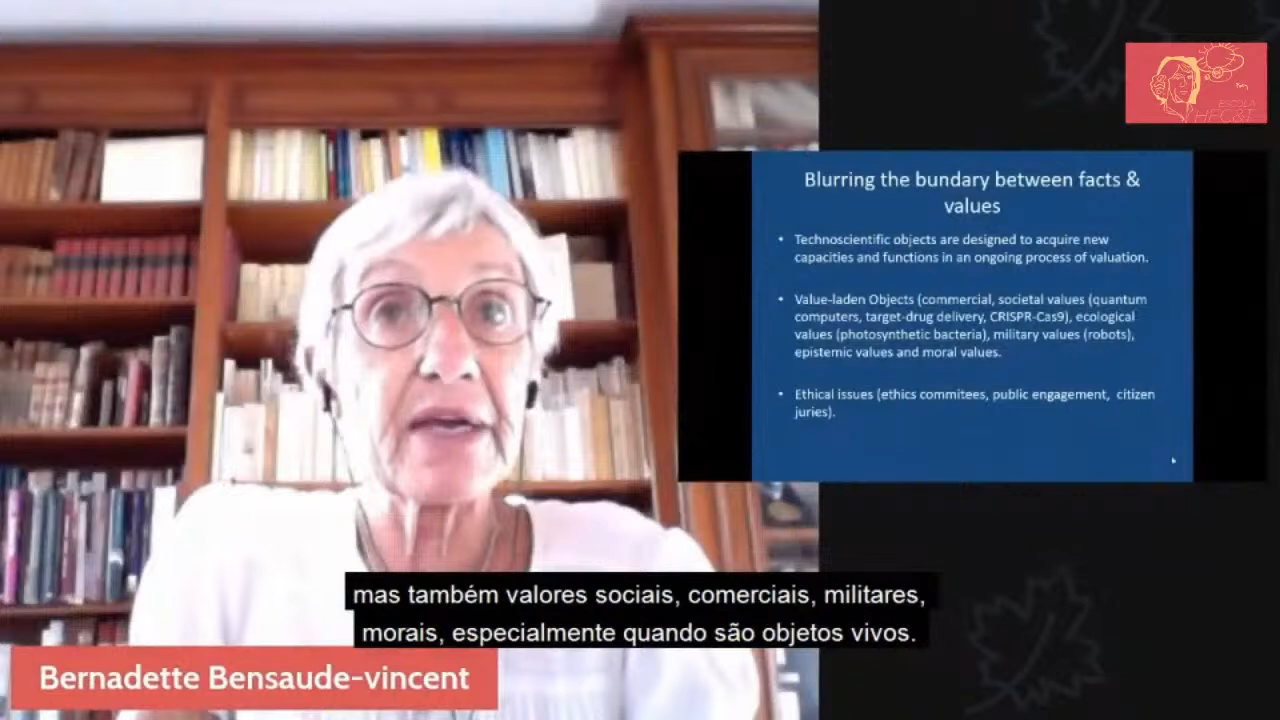 ESCOLA
HFC&T
Blurring the bundary between facts &
values
• Technoscientific objects are designed to acquire new
capacities and functions in an ongoing process of valuation.
• Value-laden Objects (commercial, societal values (quantum
computers, target-drug delivery, CRISPR-Cas9), ecological
values (photosynthetic bacteria), military values (robots),
epistemic values and moral values.
• Ethical issues (ethics commitees, public engagement, citizen
juries).
mas também valores sociais, comerciais, militares,
morais, especialmente quando são objetos vivos.
Bernadette Bensaude-vincent